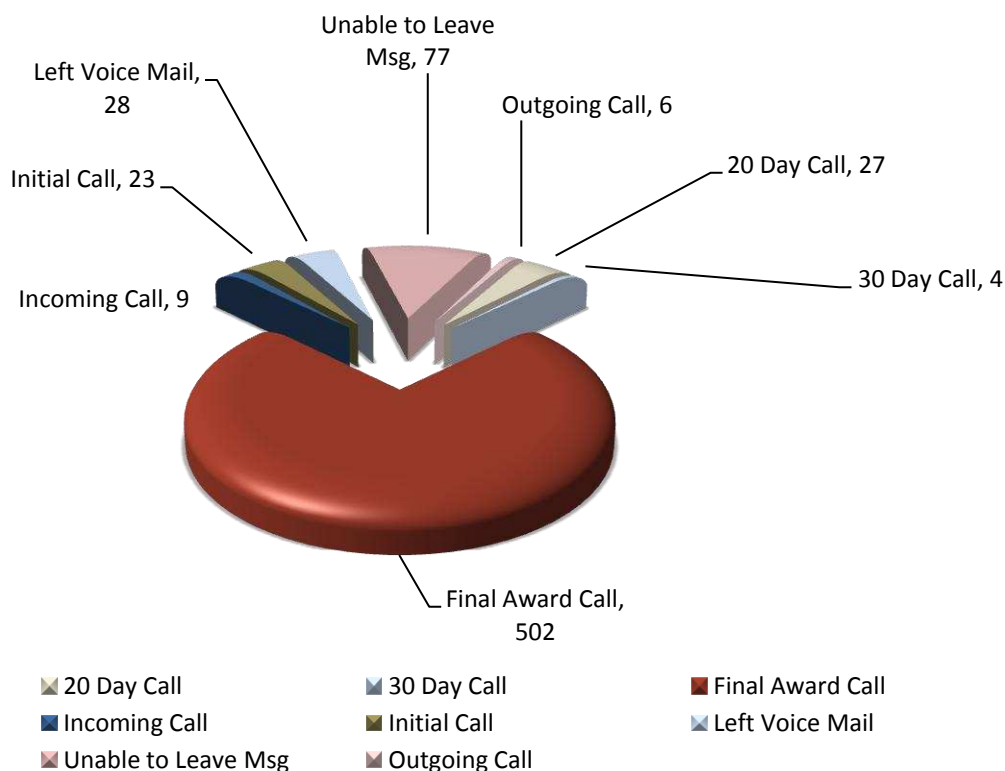 Unable to Leave
Msg, 77
Left Voice Mail,
28
Outgoing Call, 6
20 Day Call, 27
Initial Call, 23
30 Day Call, 4
Incoming Call, 9
Final Award Call,
502
20 Day Call
30 Day Call
Final Award Call
Incoming Call
Initial Call
Left Voice Mail
Unable to Leave Msg
Outgoing Call